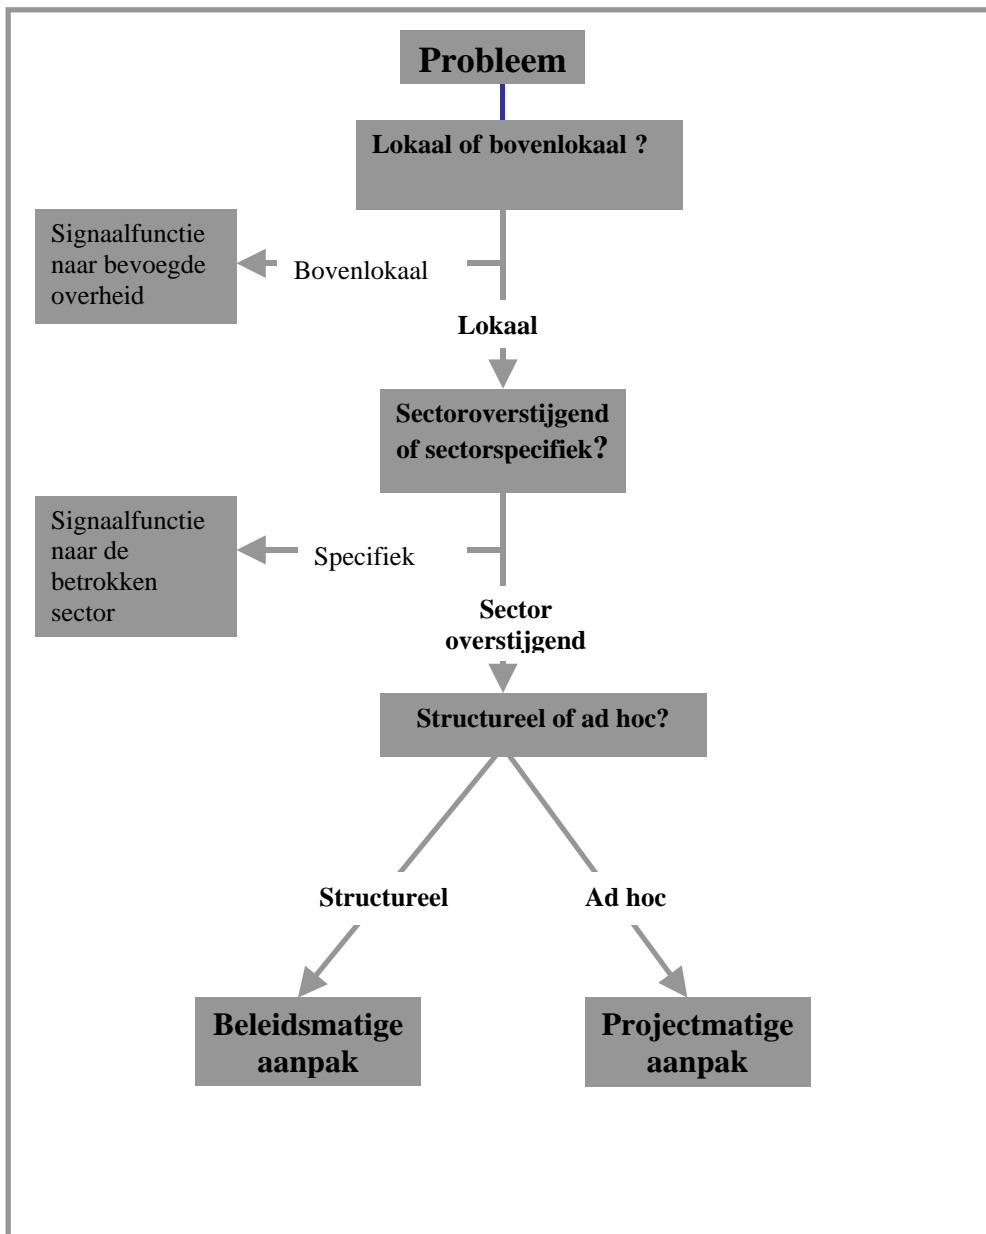 Probleem
Lokaal of bovenlokaal ?
Signaalfunctie
naar bevoegde
overheid
Bovenlokaal
Lokaal
Sectoroverstijgend
of sectorspecifiek?
Signaalfunctie
naar de
betrokken
sector
Specifiek
Sector
overstijgend
Structureel of ad hoc?
Structureel
Ad hoc
Beleidsmatige
aanpak
Projectmatige
aanpak